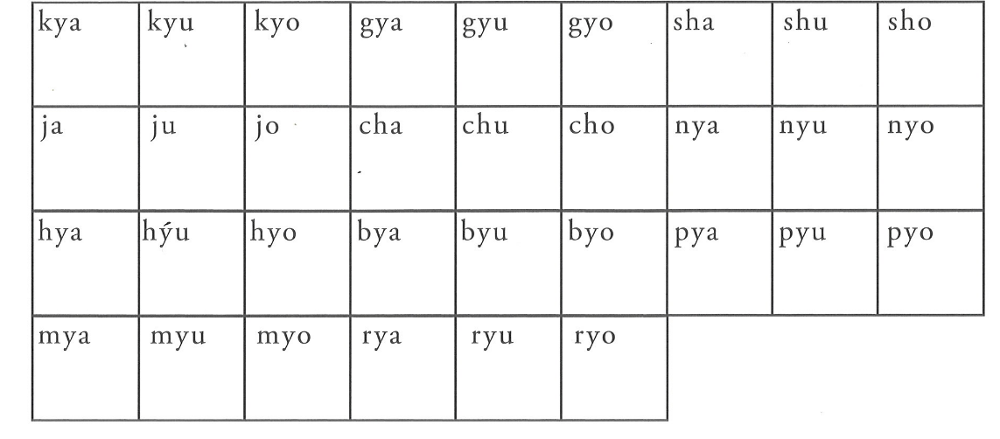 kya kyu kyo gya gyu gyo sha shu sho
ja ju jo cha chu cho nya nyu nyo
hya hýu hyo bya byu byo pya pyu pyo
mya myu myo rya ryu ryo